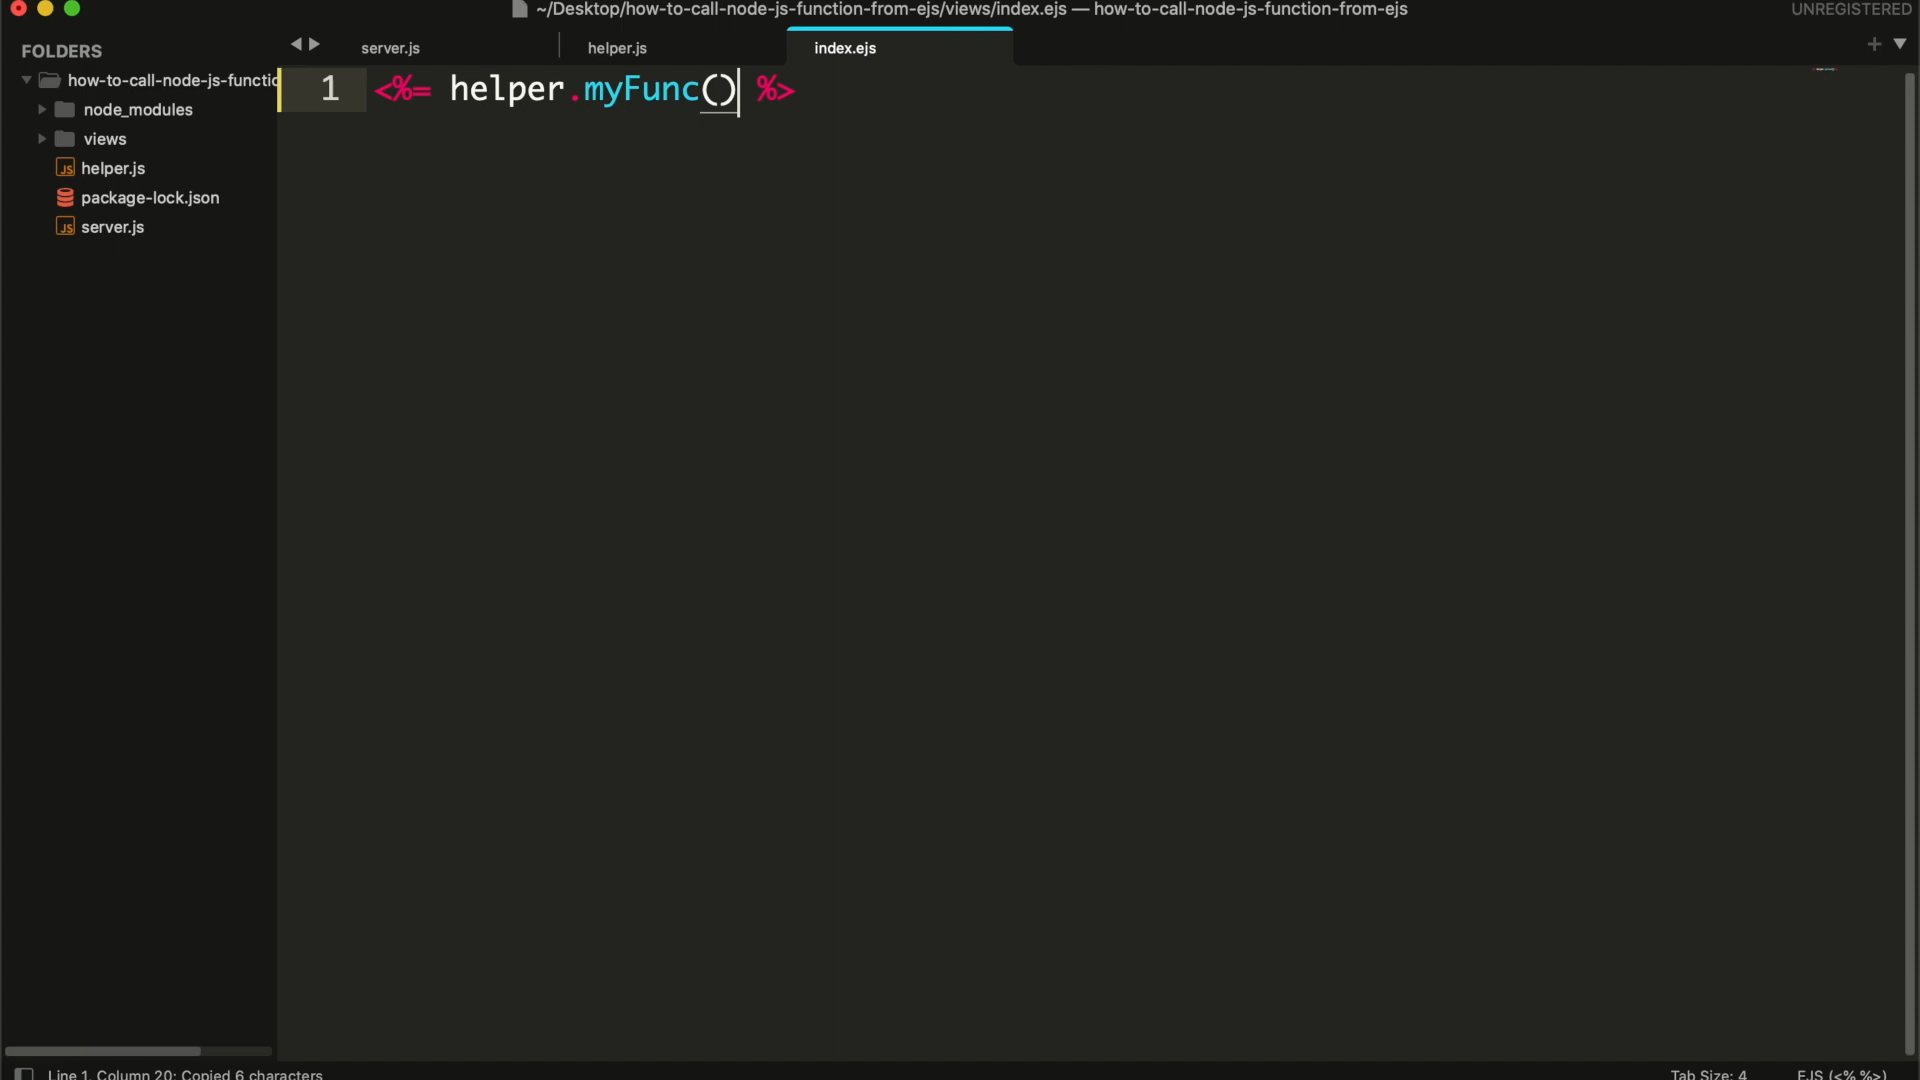 ~/Desktop/how-to-call-node-js-function-from-ejs/views/index.ejs — how-to-call-node-js-function-from-ejs
UNREGISTERED
FOLDERS
server.js
helper.js
index.ejs
how-to-call-node-js-functio
node_modules
views
helper.js
package-lock.json
server.js
1 <%= helper.myFunc() %>
Line 1, Column 20; Copied 6 characters
Tab Size: 4
EJS (<% %>)